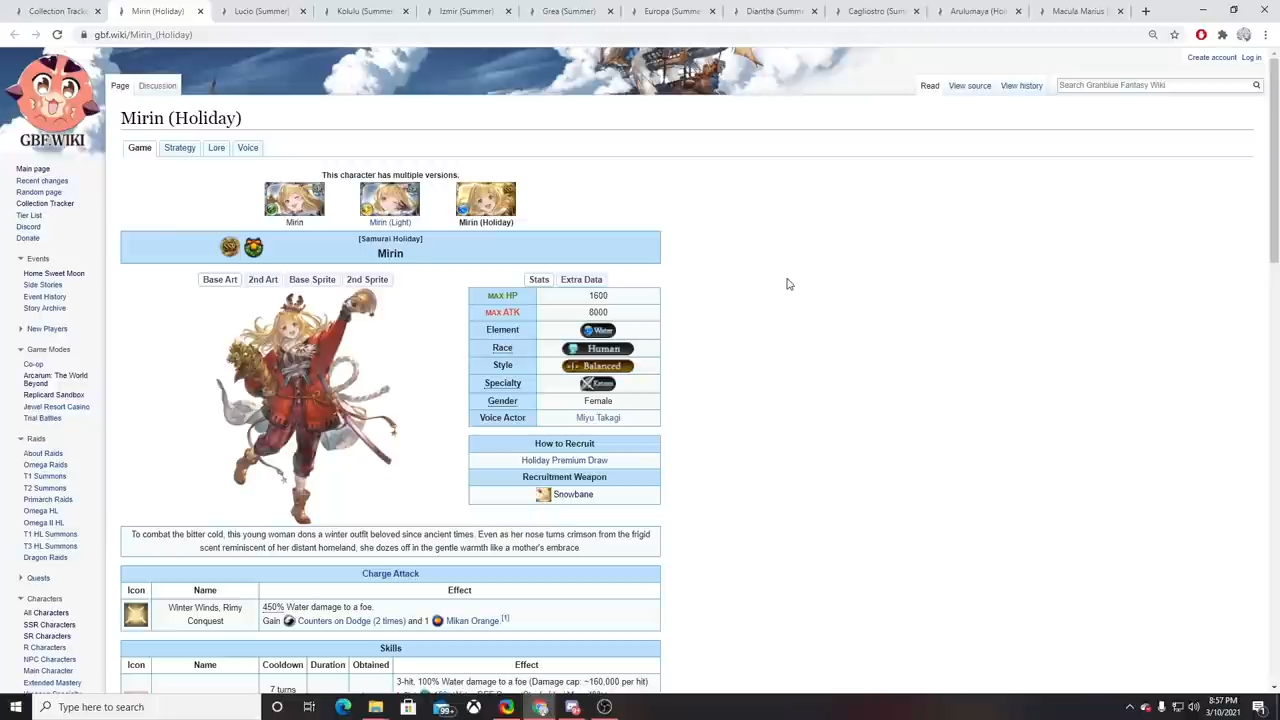 Collection Track
Lucio (Summer)
Kolulu (Summer)
Izmir (Summer)
Grea (Summer)
Europa (Summ
Diantha (Summe
Cagliostro (Sum
Arulumaya (Ho
Macula Marius
gbf.wiki/Mirin_(Holiday)
Create account
Log in
Page
Discussion
Read
View source
View history
Search Granblue Fantasy Wiki
GBF.WIKI
Main page
Recent changes
Random page
Collection Tracker
Tier List
Discord
Donate
Events
Home Sweet Moon
Side Stories
Event History
Story Archive
New Players
Game Modes
Co-op
Arcarum: The World
Beyond
Replicard Sandbox
Jewel Resort Casino
Trial Battles
Raids
About Raids
Omega Raids
T1 Summons
T2 Summons
Primarch Raids
Omega HL
Omega II HL
T1 HL Summons
T3 HL Summons
Dragon Raids
Quests
Characters
All Characters
SSR Characters
SR Characters
R Characters
NPC Characters
Main Character
Extended Mastery
Mirin (Holiday)
Game
Strategy
Lore
Voice
This character has multiple versions.
Mirin
Mirin (Light)
Mirin (Holiday)
[Samurai Holiday]
Mirin
Base Art
2nd Art
Base Sprite
2nd Sprite
Stats
Extra Data
MAX HP 1600
MAX ATK 8000
Element Water
Race Human
Style Balanced
Specialty Katana
Gender Female
Voice Actor Miyu Takagi
How to Recruit
Holiday Premium Draw
Recruitment Weapon
Snowbane
To combat the bitter cold, this young woman dons a winter outfit beloved since ancient times. Even as her nose turns crimson from the frigid
scent reminiscent of her distant homeland, she dozes off in the gentle warmth like a mother's embrace.
Charge Attack
Icon Name Effect
Winter Winds, Rimy
Conquest
450% Water damage to a foe.
Gain Counters on Dodge (2 times) and 1 Mikan Orange.[1]
Skills
Icon Name Cooldown Duration Obtained Effect
7 turns
3-hit, 100% Water damage to a foe (Damage cap: ~160,000 per hit)
Type here to search
99+
8:57 PM
3/10/2021